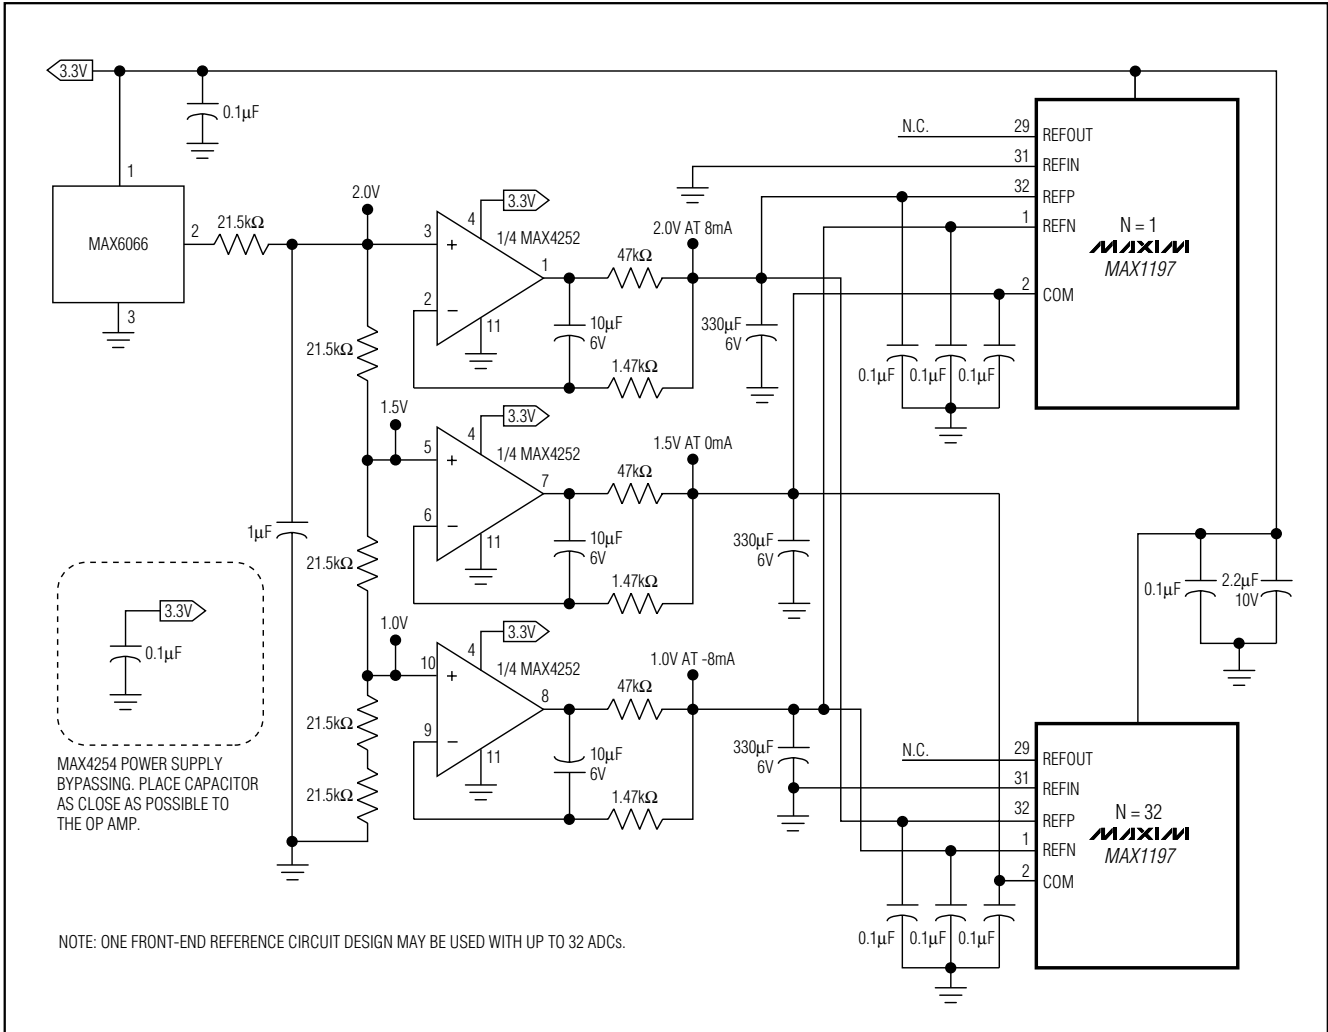 3.3V
0.1µF
1
MAX6066
2
3
21.5kΩ
2.0V
21.5kΩ
1µF
1.5V
21.5kΩ
1.0V
21.5kΩ
21.5kΩ
3
2
4
3.3V
1/4 MAX4252
11
1
47kΩ
10µF
6V
1.47kΩ
2.0V AT 8mA
330µF
6V
5
6
4
3.3V
1/4 MAX4252
11
7
47kΩ
10µF
6V
1.47kΩ
1.5V AT 0mA
330µF
6V
10
9
4
3.3V
1/4 MAX4252
11
8
47kΩ
10µF
6V
1.47kΩ
1.0V AT -8mA
330µF
6V
N.C.
29
REFOUT
31
REFIN
32
REFP
1
REFN
2
COM
N = 1
MAXIM
MAX1197
0.1µF
0.1µF
0.1µF
0.1µF
2.2µF
10V
N.C.
29
REFOUT
31
REFIN
32
REFP
1
REFN
2
COM
N = 32
MAXIM
MAX1197
0.1µF
0.1µF
0.1µF
3.3V
0.1µF
MAX4254 POWER SUPPLY
BYPASSING. PLACE CAPACITOR
AS CLOSE AS POSSIBLE TO
THE OP AMP.
NOTE: ONE FRONT-END REFERENCE CIRCUIT DESIGN MAY BE USED WITH UP TO 32 ADCs.